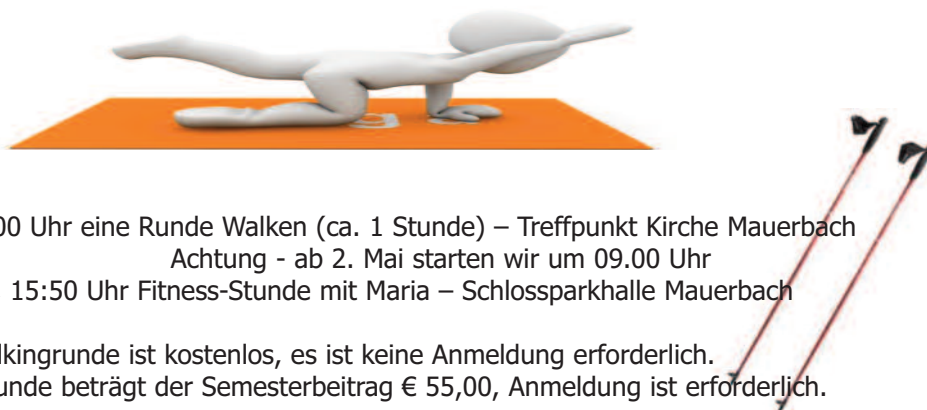 00 Uhr eine Runde Walken (ca. 1 Stunde) – Treffpunkt Kirche Mauerbach
Achtung - ab 2. Mai starten wir um 09.00 Uhr
15:50 Uhr Fitness-Stunde mit Maria – Schlossparkhalle Mauerbach
lkingrunde ist kostenlos, es ist keine Anmeldung erforderlich.
unde beträgt der Semesterbeitrag € 55,00, Anmeldung ist erforderlich.